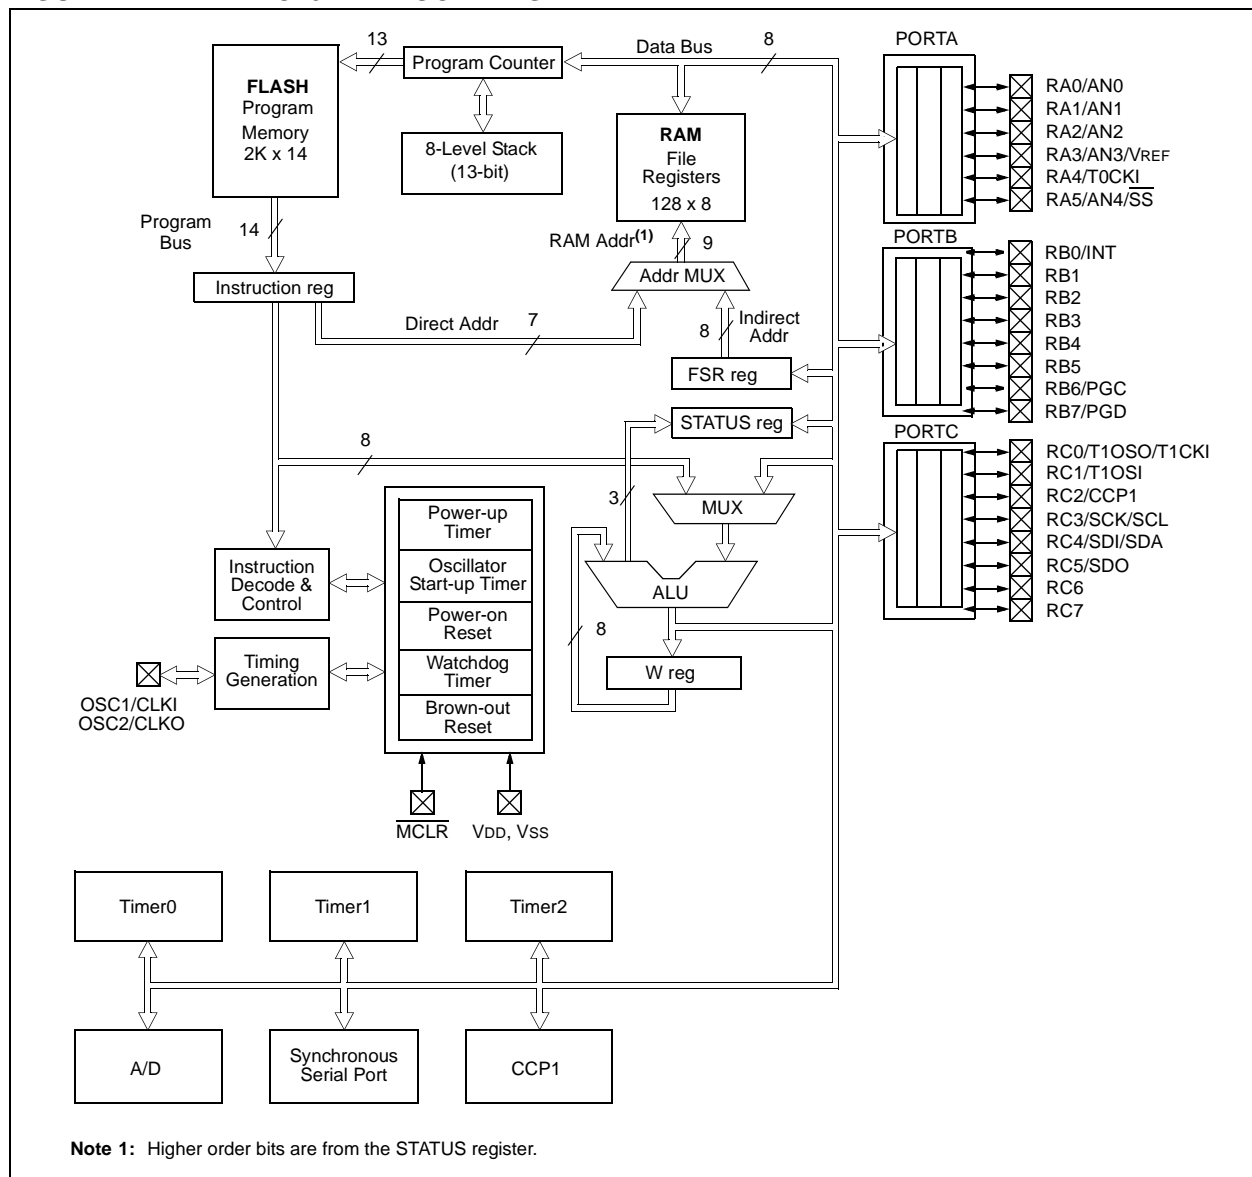 13
Data Bus
8
PORTA
FLASH
Program
Memory
2K x 14
Program Counter
8-Level Stack
(13-bit)
RAM
File
Registers
128 x 8
RA0/AN0
RA1/AN1
RA2/AN2
RA3/AN3/VREF
RA4/T0CKI
RA5/AN4/SS
Program
Bus
14
RAM Addr(1)
9
PORTB
Addr MUX
Instruction reg
Direct Addr
7
8
Indirect
Addr
FSR reg
STATUS reg
RB0/INT
RB1
RB2
RB3
RB4
RB5
RB6/PGC
RB7/PGD
PORTC
8
3
MUX
ALU
8
W reg
RC0/T1OSO/T1CKI
RC1/T1OSI
RC2/CCP1
RC3/SCK/SCL
RC4/SDI/SDA
RC5/SDO
RC6
RC7
Power-up
Timer
Oscillator
Start-up Timer
Power-on
Reset
Watchdog
Timer
Brown-out
Reset
Instruction
Decode &
Control
Timing
Generation
OSC1/CLKI
OSC2/CLKO
MCLR
VDD, VSS
Timer0
Timer1
Timer2
A/D
Synchronous
Serial Port
CCP1
Note 1: Higher order bits are from the STATUS register.